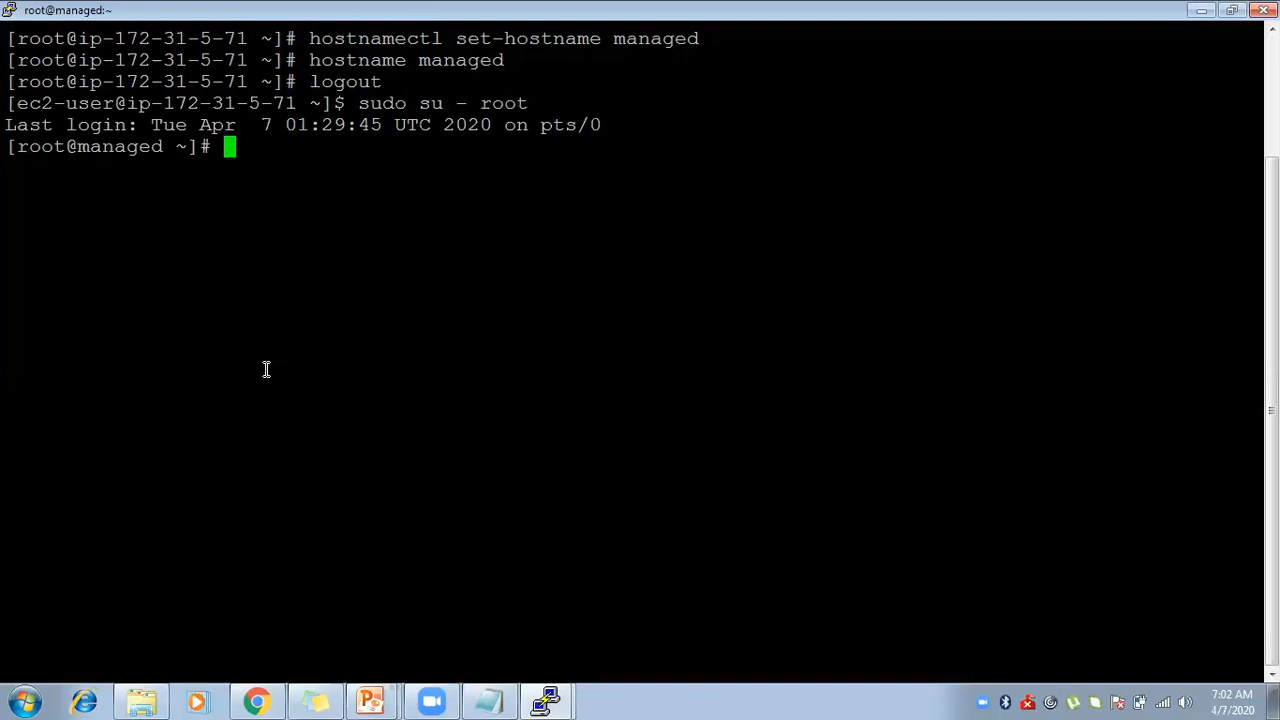 root@managed:~
[root@ip-172-31-5-71 ~]# hostnamectl set-hostname managed
[root@ip-172-31-5-71 ~]# hostname managed
[root@ip-172-31-5-71 ~]# logout
[ec2-user@ip-172-31-5-71 ~]$ sudo su - root
Last login: Tue Apr  7 01:29:45 UTC 2020 on pts/0
[root@managed ~]#
7:02 AM
4/7/2020